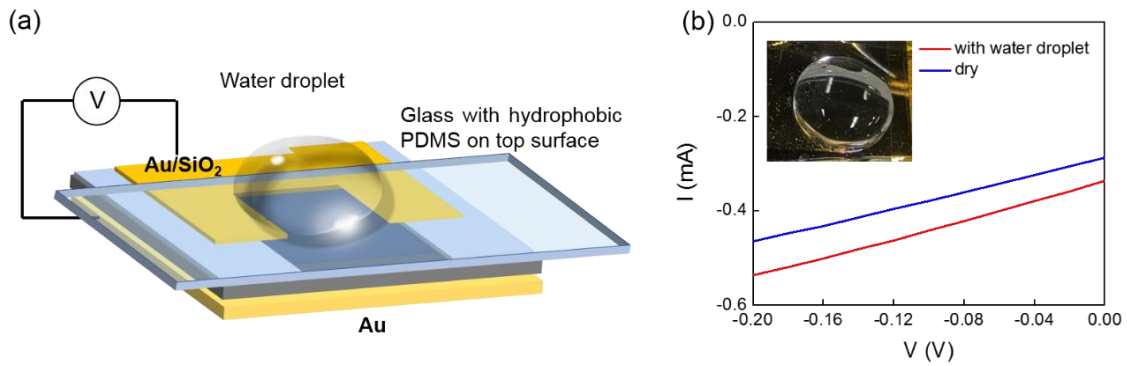 (a)
V
Water droplet
Glass with hydrophobic
PDMS on top surface
Au/SiO₂
Au
(b)
with water droplet
dry
I (mA)
0.0
-0.2
-0.4
-0.6
-0.20
-0.16
-0.12
-0.08
-0.04
0.00
V (V)